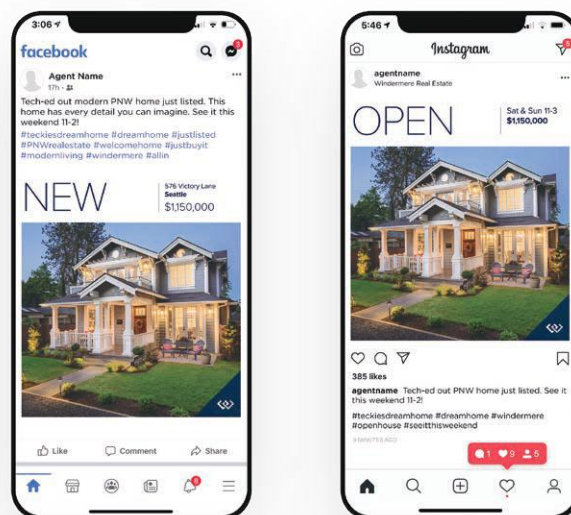 3:06
facebook
3
Agent Name
17h
Tech-ed out modern PNW home just listed. This
home has every detail you can imagine. See it this
weekend 11-2!
#teckiesdreamhome #dreamhome #justlisted
#PNWrealestate #welcomehome #justbuyit
#modernliving #windermere #allin
NEW
576 Victory Lane
Seattle
$1,150,000
Like
Comment
Share
8
5:46
Instagram
agentname
Windermere Real Estate
OPEN
Sat & Sun 11-3
$1,150,000
385 likes
agentname Tech-ed out PNW home just listed. See it
this weekend 11-2!
#teckiesdreamhome #dreamhome #windermere
#openhouse #seeitthisweekend
MINUTES AGO
1 9 5